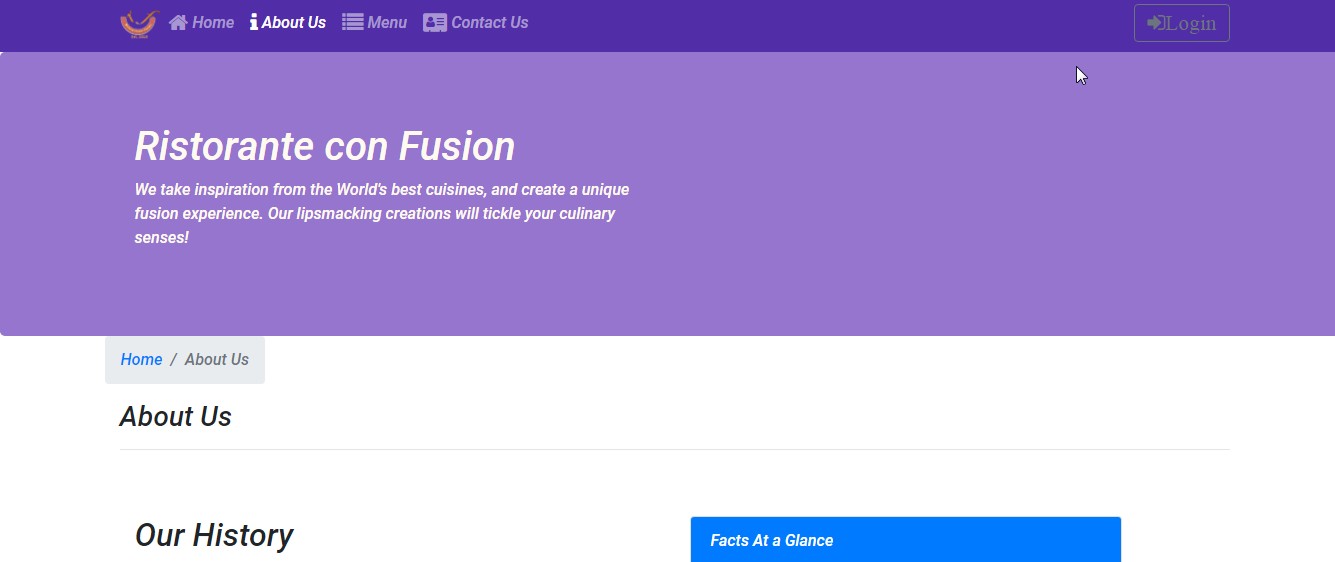 Home About Us Menu Contact Us Login
Ristorante con Fusion
We take inspiration from the World's best cuisines, and create a unique
fusion experience. Our lipsmacking creations will tickle your culinary
senses!
Home / About Us
About Us
Our History
Facts At a Glance